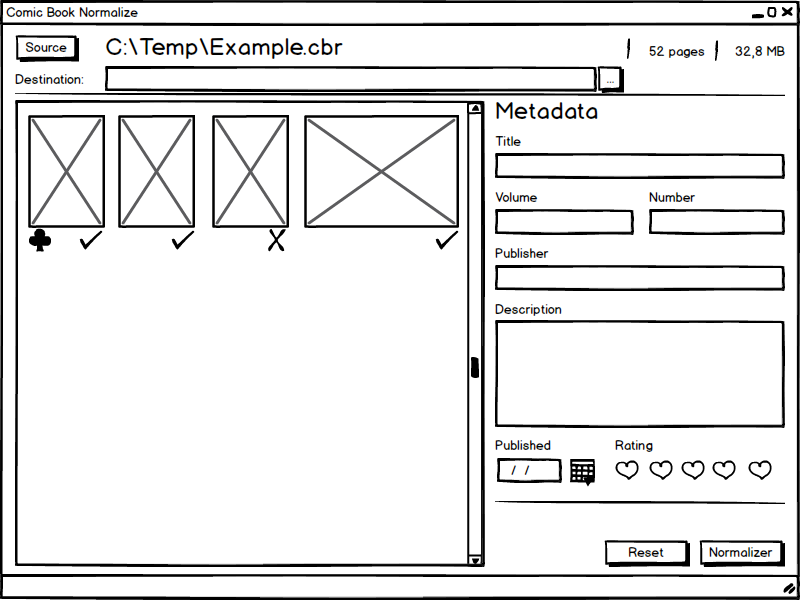 Comic Book Normalize
Source
C:\Temp\Example.cbr
52 pages
32,8 MB
Destination:
...
Metadata
Title
Volume
Number
Publisher
Description
Published
Rating
/ /
Reset
Normalizer